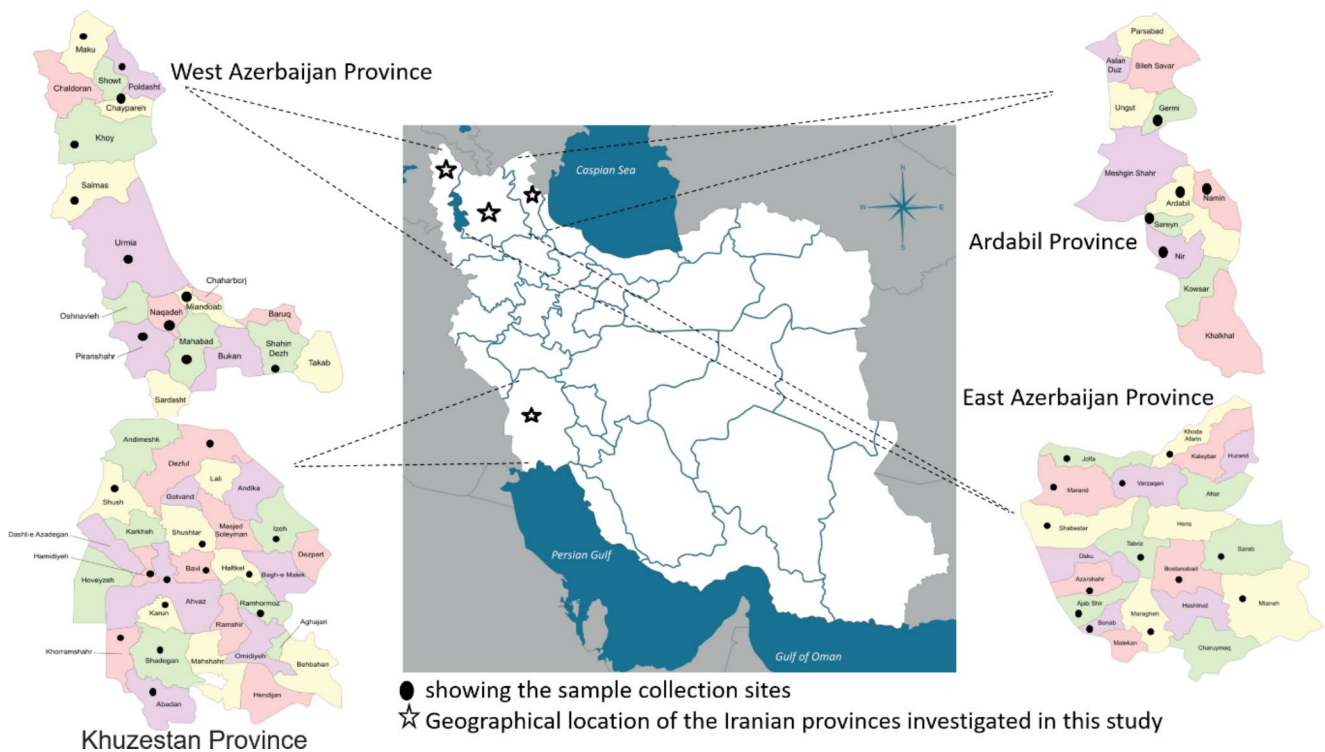 Maku
Showt
Poldasht
Chaldoran
Chaypareh
Khoy
Salmas
Urmia
Chaharborj
Miandoab
Oshnavieh
Naqadeh
Baruq
Piranshahr
Mahabad
Bukan
Shahin
Dezh
Takab
Sardasht
West Azerbaijan Province
Andimeshk
Dezful
Lali
Andika
Gotvand
Shush
Karkheh
Shushtar
Masjed
Soleyman
Izeh
Dasht-e Azadegan
Hamidiyeh
Bavi
Haftkel
Dezpart
Bagh-e Malek
Hoveyzeh
Ahvaz
Karun
Ramhormoz
Ramshir
Aghajari
Khorramshahr
Shadegan
Mahshahr
Omidiyeh
Behbahan
Abadan
Hendijan
Khuzestan Province
Caspian Sea
N
W
E
S
Persian Gulf
Gulf of Oman
Parsabad
Aslan
Duz
Bileh Savar
Ungut
Germi
Meshgin Shahr
Ardabil
Namin
Sareyn
Nir
Kowsar
Khalkhal
Ardabil Province
East Azerbaijan Province
Khoda
Afarin
Jolfa
Kaleybar
Hurand
Marand
Varzaqan
Ahar
Shabestar
Heris
Tabriz
Sarab
Osku
Bostanabad
Azarshahr
Mianeh
Ajab Shir
Hashtrud
Maragheh
Bonab
Malekan
Charuymaq
showing the sample collection sites
Geographical location of the Iranian provinces investigated in this study